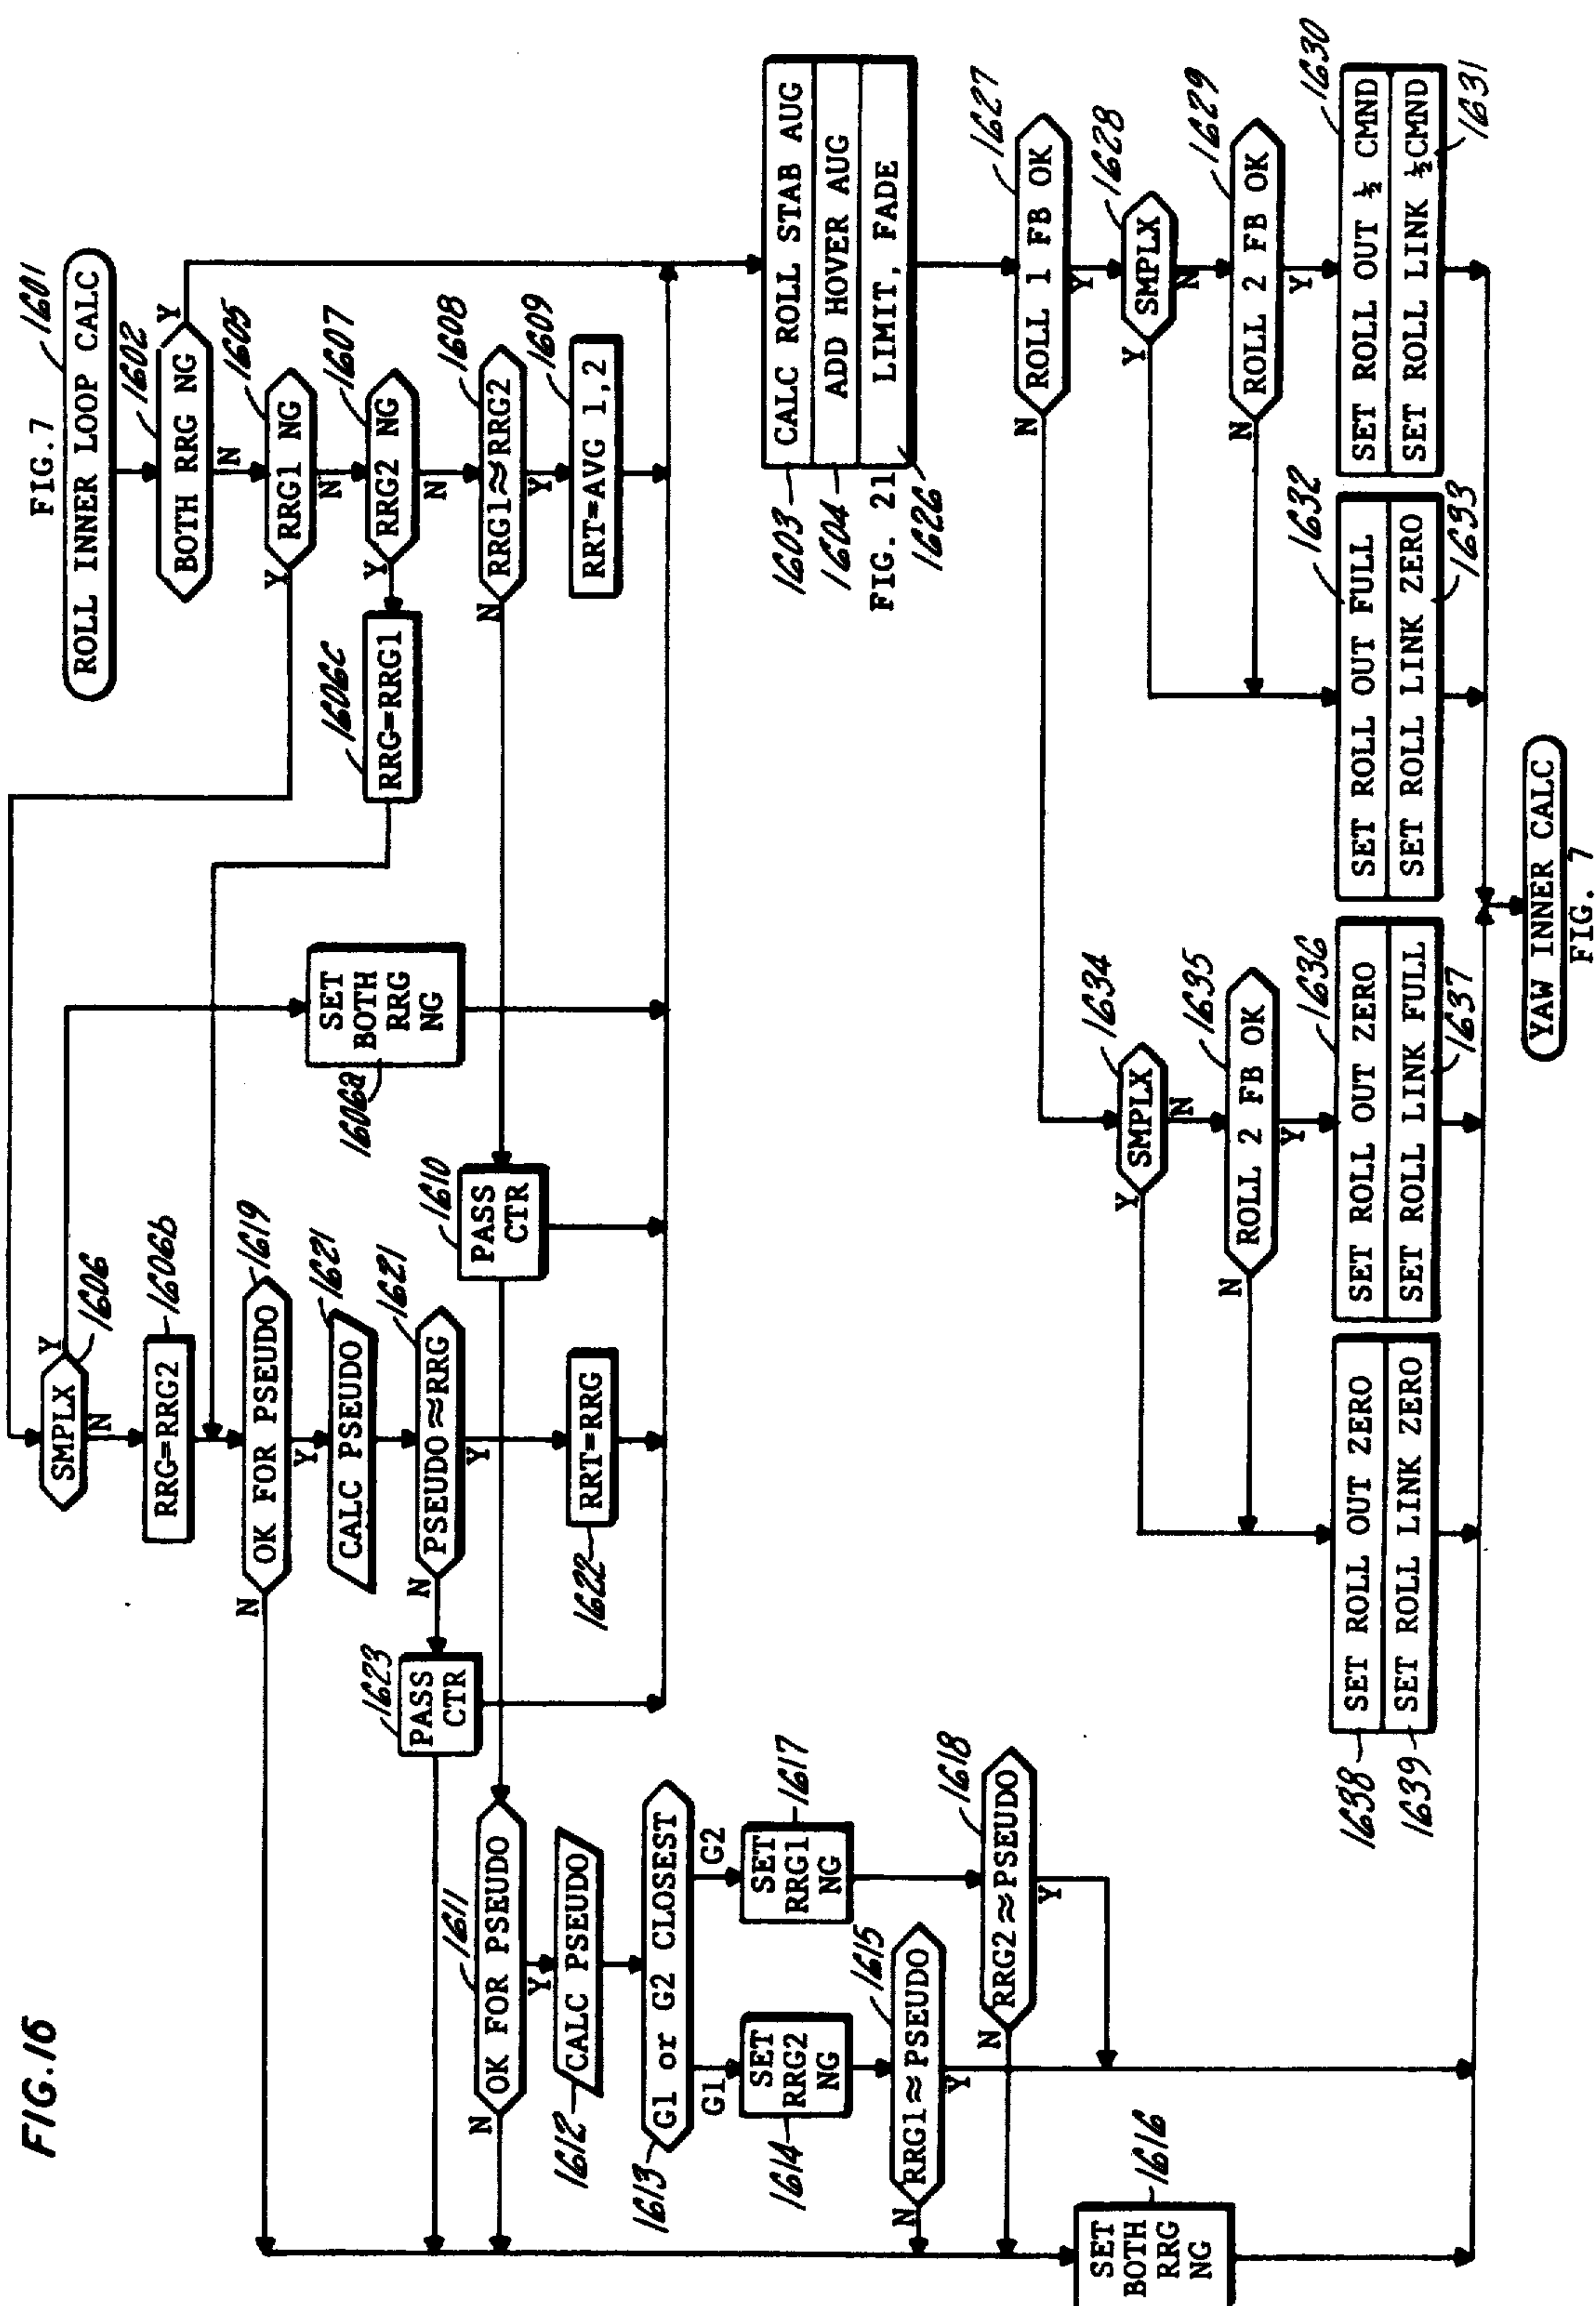 FIG.16
FIG.7
ROLL INNER LOOP CALC
1601
BOTH RRG NG
1602
Y
N
RRG1 NG
1605
Y
N
RRG2 NG
1607
Y
N
RRG=RRG1
1606c
RRG1≈RRG2
1608
N
Y
RRT=AVG 1,2
1609
SMPLX
1606
Y
N
SET
BOTH
RRG
NG
1606a
RRG=RRG2
1606b
OK FOR PSEUDO
1619
N
Y
CALC PSEUDO
1621
PSEUDO≈RRG
1621
N
Y
RRT=RRG
1622
PASS
CTR
1623
PASS
CTR
1610
OK FOR PSEUDO
1611
N
Y
CALC PSEUDO
1612
G1 or G2 CLOSEST
1613
G1
G2
SET
RRG2
NG
1614
SET
RRG1
NG
1617
RRG1≈PSEUDO
1615
N
Y
RRG2≈PSEUDO
1618
N
Y
SET
BOTH
RRG
NG
1616
CALC ROLL STAB AUG
1603
ADD HOVER AUG
1604
FIG. 21
LIMIT, FADE
1626
ROLL 1 FB OK
1627
N
Y
SMPLX
1628
Y
N
ROLL 2 FB OK
1629
N
Y
SET ROLL OUT ½ CMND
1630
SET ROLL LINK ½CMND
1631
SET ROLL OUT FULL
1632
SET ROLL LINK ZERO
1633
SMPLX
1634
Y
N
ROLL 2 FB OK
1635
N
Y
SET ROLL OUT ZERO
1636
SET ROLL LINK FULL
1637
SET ROLL OUT ZERO
1638
SET ROLL LINK ZERO
1639
YAW INNER CALC
FIG. 7